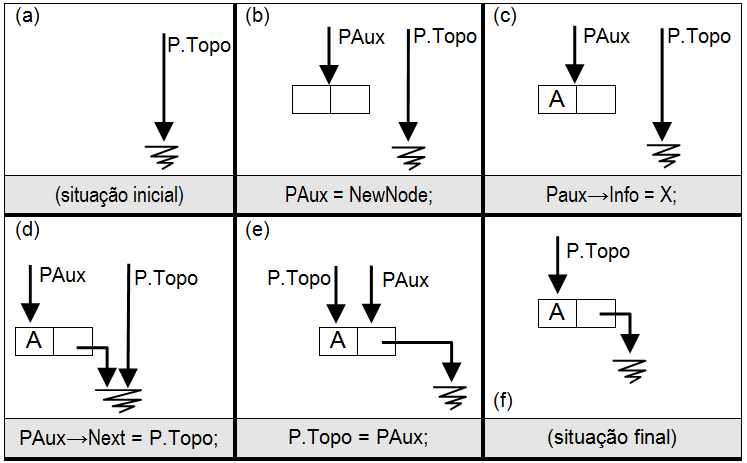 (a)
P.Topo
(situação inicial)
(b)
PAux
P.Topo
PAux = NewNode;
(c)
PAux
P.Topo
A
Paux→Info = X;
(d)
PAux
P.Topo
A
PAux→Next = P.Topo;
(e)
P.Topo
PAux
A
P.Topo = PAux;
P.Topo
A
(f)
(situação final)